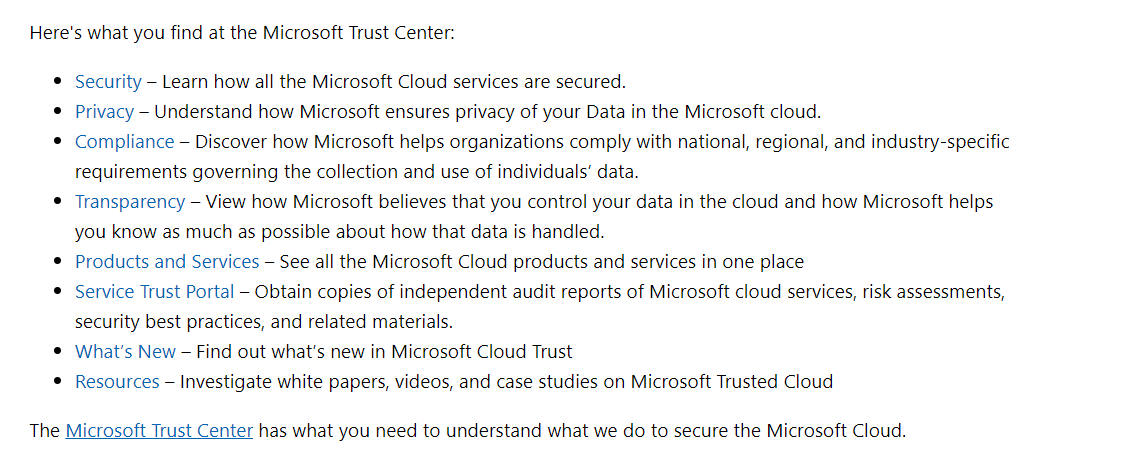 Here's what you find at the Microsoft Trust Center:
• Security – Learn how all the Microsoft Cloud services are secured.
• Privacy – Understand how Microsoft ensures privacy of your Data in the Microsoft cloud.
• Compliance – Discover how Microsoft helps organizations comply with national, regional, and industry-specific
requirements governing the collection and use of individuals' data.
• Transparency – View how Microsoft believes that you control your data in the cloud and how Microsoft helps
you know as much as possible about how that data is handled.
• Products and Services – See all the Microsoft Cloud products and services in one place
• Service Trust Portal – Obtain copies of independent audit reports of Microsoft cloud services, risk assessments,
security best practices, and related materials.
• What's New – Find out what's new in Microsoft Cloud Trust
• Resources – Investigate white papers, videos, and case studies on Microsoft Trusted Cloud
The Microsoft Trust Center has what you need to understand what we do to secure the Microsoft Cloud.